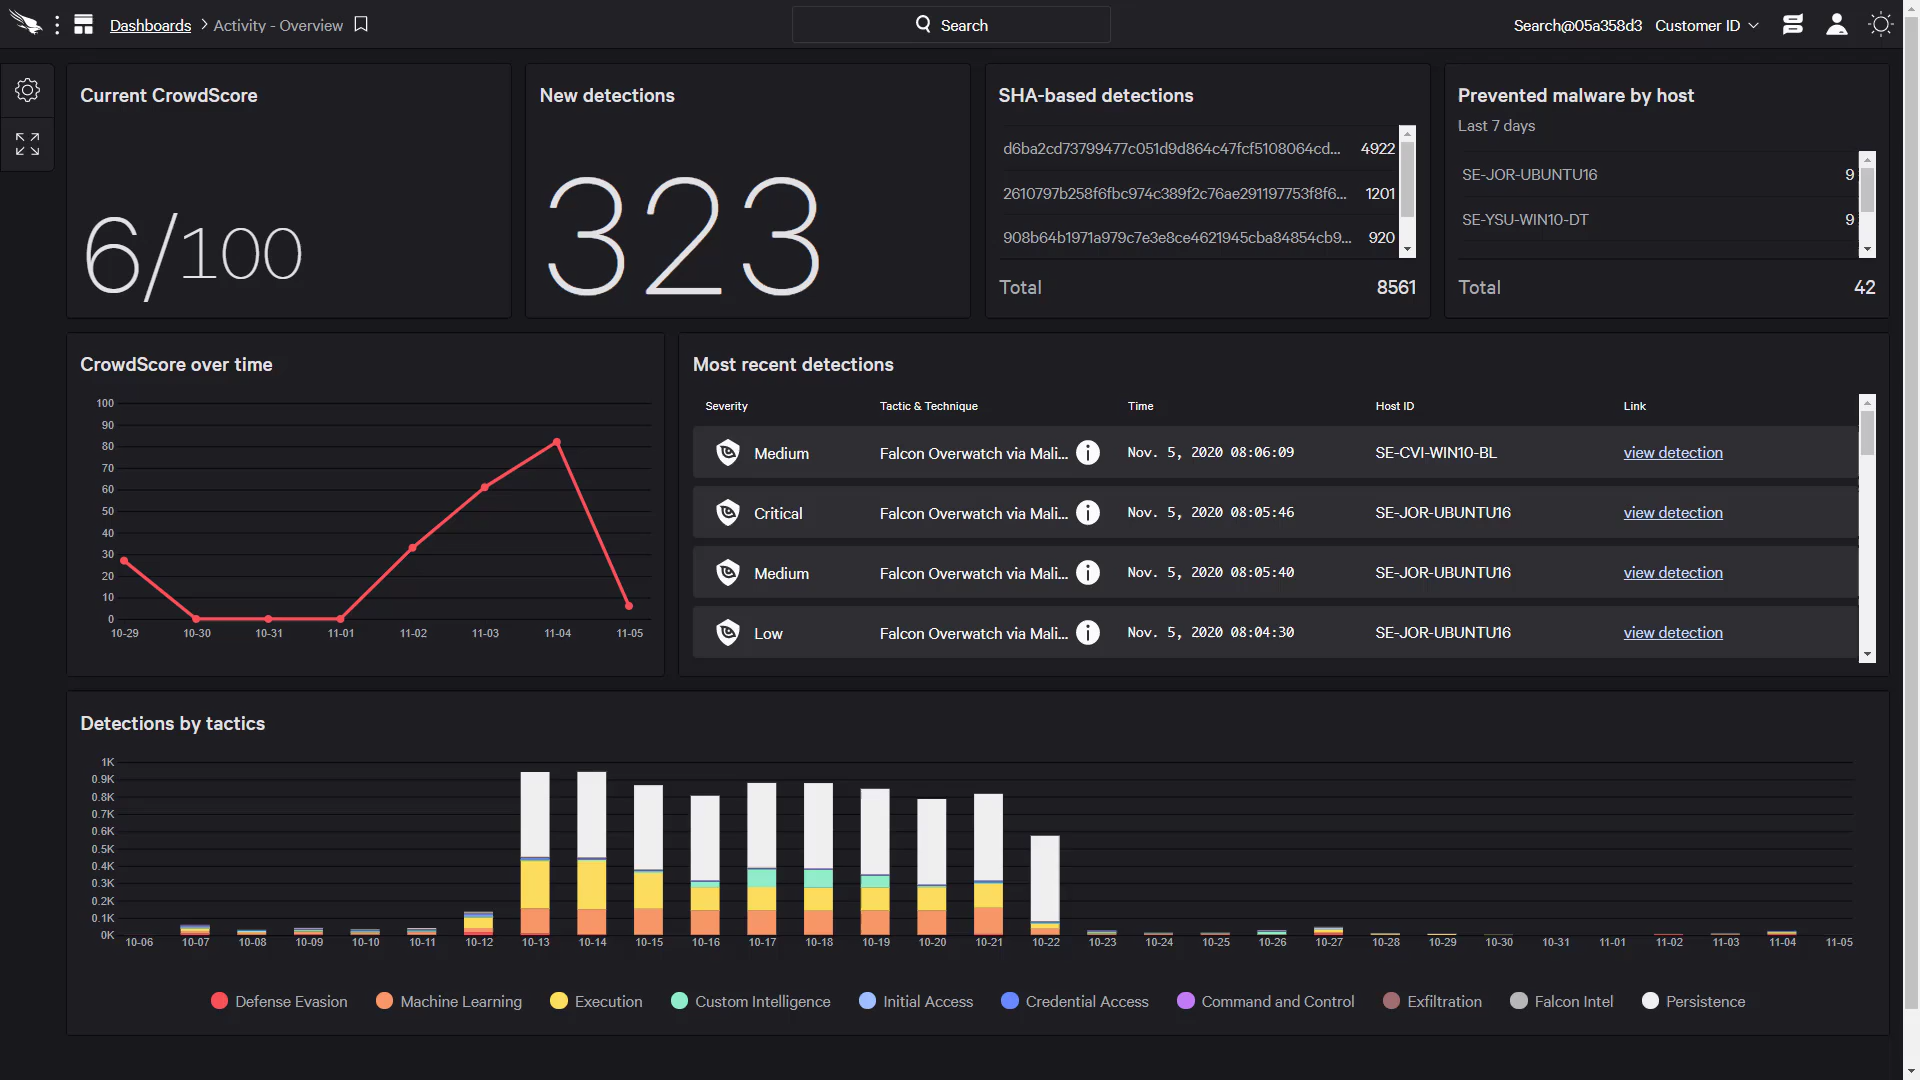 Dashboards > Activity - Overview
Search
Search@05a358d3 Customer ID
Current CrowdScore
6/100
New detections
323
SHA-based detections
d6ba2cd73799477c051d9d864c47fcf5108064cd... 4922
2610797b258f6fbc974c389f2c76ae291197753f8f6... 1201
908b64b1971a979c7e3e8ce4621945cba84854cb9... 920
Total 8561
Prevented malware by host
Last 7 days
SE-JOR-UBUNTU16 9
SE-YSU-WIN10-DT 9
Total 42
CrowdScore over time
100
90
80
70
60
50
40
30
20
10
0
10-29 10-30 10-31 11-01 11-02 11-03 11-04 11-05
Most recent detections
Severity Tactic & Technique Time Host ID Link
Medium Falcon Overwatch via Mali... Nov. 5, 2020 08:06:09 SE-CVI-WIN10-BL view detection
Critical Falcon Overwatch via Mali... Nov. 5, 2020 08:05:46 SE-JOR-UBUNTU16 view detection
Medium Falcon Overwatch via Mali... Nov. 5, 2020 08:05:40 SE-JOR-UBUNTU16 view detection
Low Falcon Overwatch via Mali... Nov. 5, 2020 08:04:30 SE-JOR-UBUNTU16 view detection
Detections by tactics
1K
0.9K
0.8K
0.7K
0.6K
0.5K
0.4K
0.3K
0.2K
0.1K
0K
10-06 10-07 10-08 10-09 10-10 10-11 10-12 10-13 10-14 10-15 10-16 10-17 10-18 10-19 10-20 10-21 10-22 10-23 10-24 10-25 10-26 10-27 10-28 10-29 10-30 10-31 11-01 11-02 11-03 11-04 11-05
Defense Evasion Machine Learning Execution Custom Intelligence Initial Access Credential Access Command and Control Exfiltration Falcon Intel Persistence